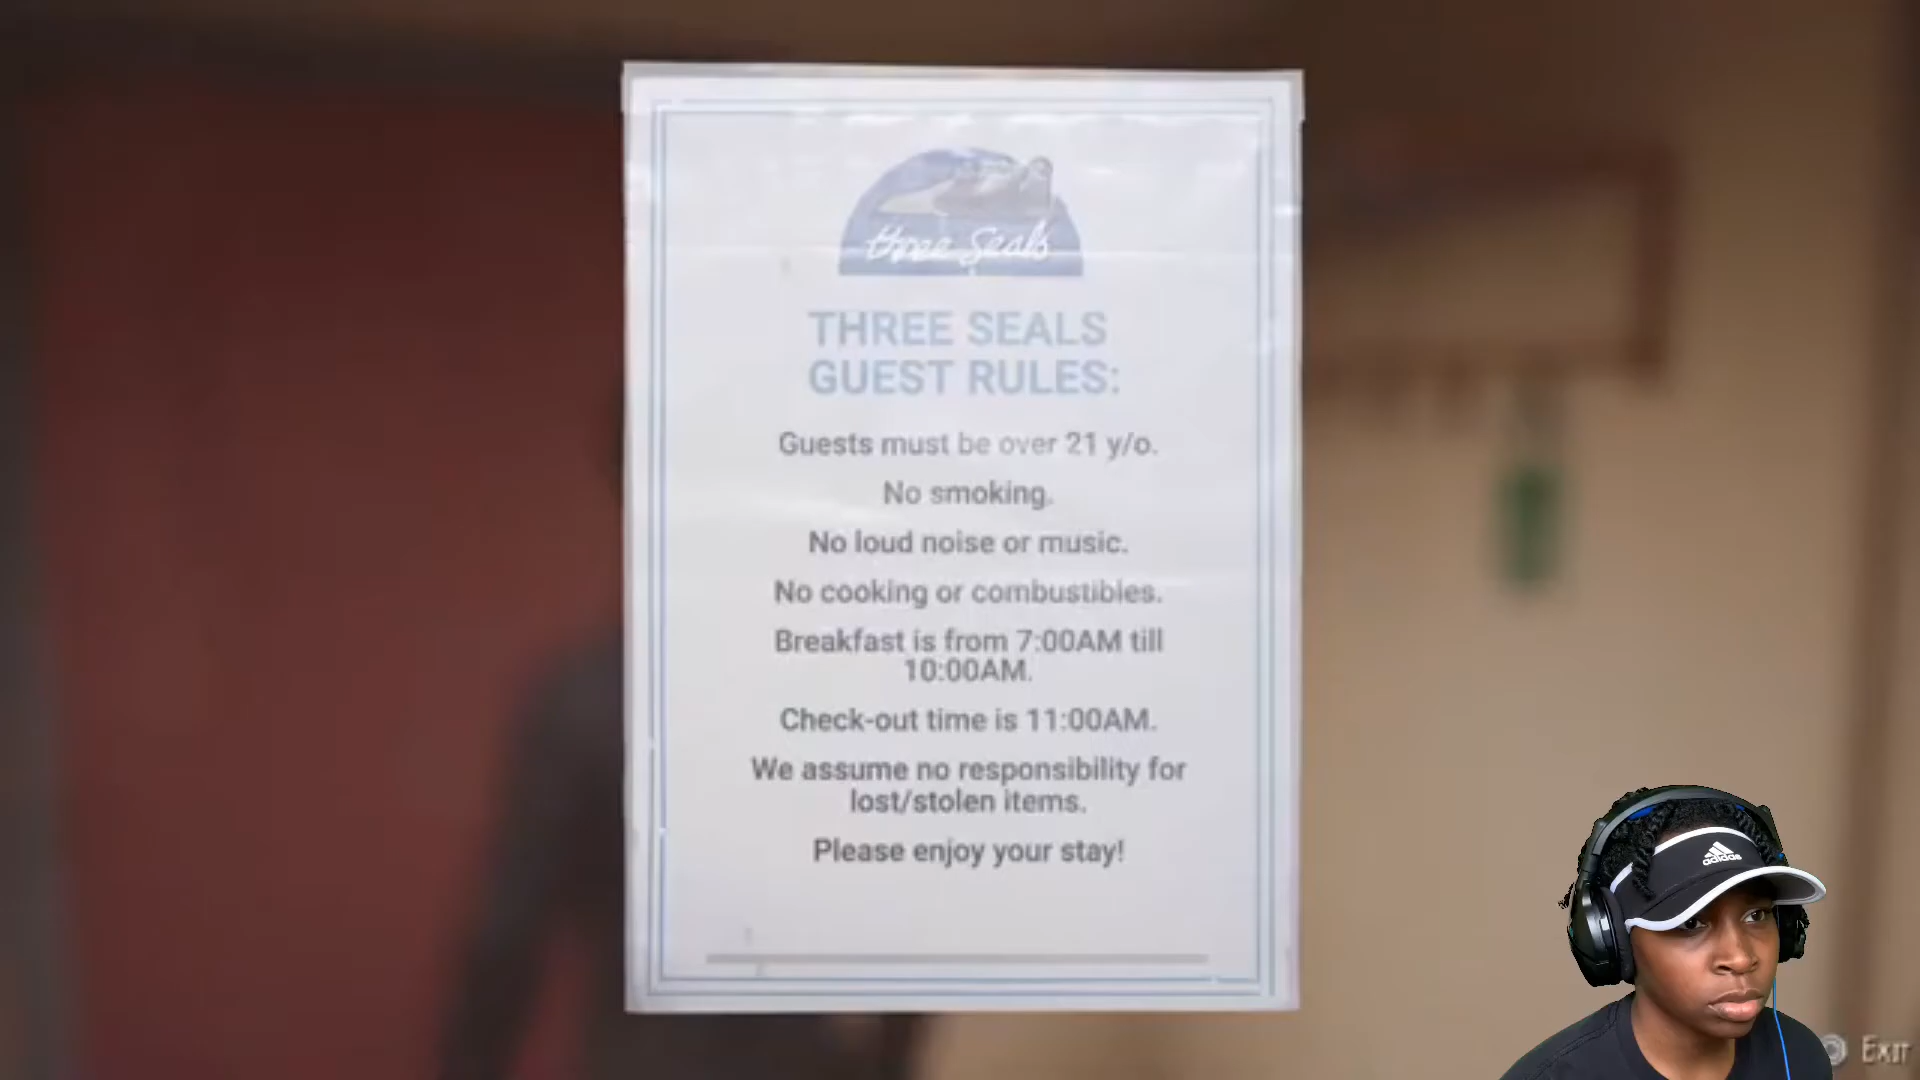 three Seals
THREE SEALS
GUEST RULES:
Guests must be over 21 y/o.
No smoking.
No loud noise or music.
No cooking or combustibles.
Breakfast is from 7:00AM till
10:00AM.
Check-out time is 11:00AM.
We assume no responsibility for
lost/stolen items.
Please enjoy your stay!
adidas
Exit